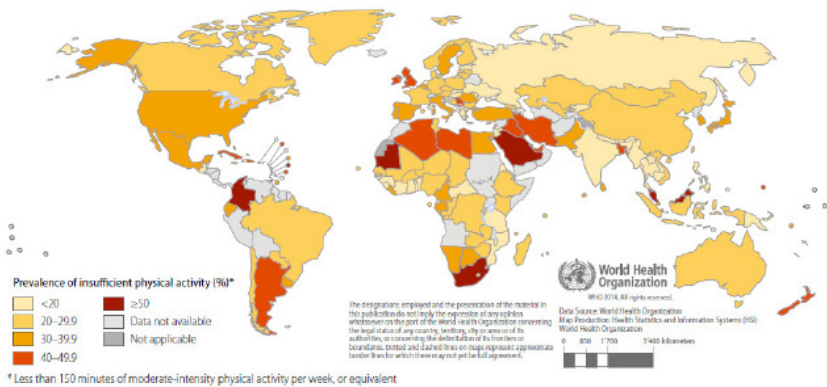 Prevalence of insufficient physical activity (%)*
<20
20–29.9
30–39.9
40–49.9
≥50
Data not available
Not applicable
The designations employed and the presentation of the material in
this publication do not imply the expression of any opinion
whatsoever on the part of the World Health Organization concerning
the legal status of any country, territory, city or area or of its
authorities, or concerning the delimitation of its frontiers or
boundaries. Dotted and dashed lines on maps represent approximate
border lines for which there may not yet be full agreement.
World Health
Organization
WHO 2014. All rights reserved.
Data Source: World Health Organization
Map Production: Health Statistics and Information Systems (HSI)
World Health Organization
0 850 1'700 3'400 kilometers
* Less than 150 minutes of moderate-intensity physical activity per week, or equivalent